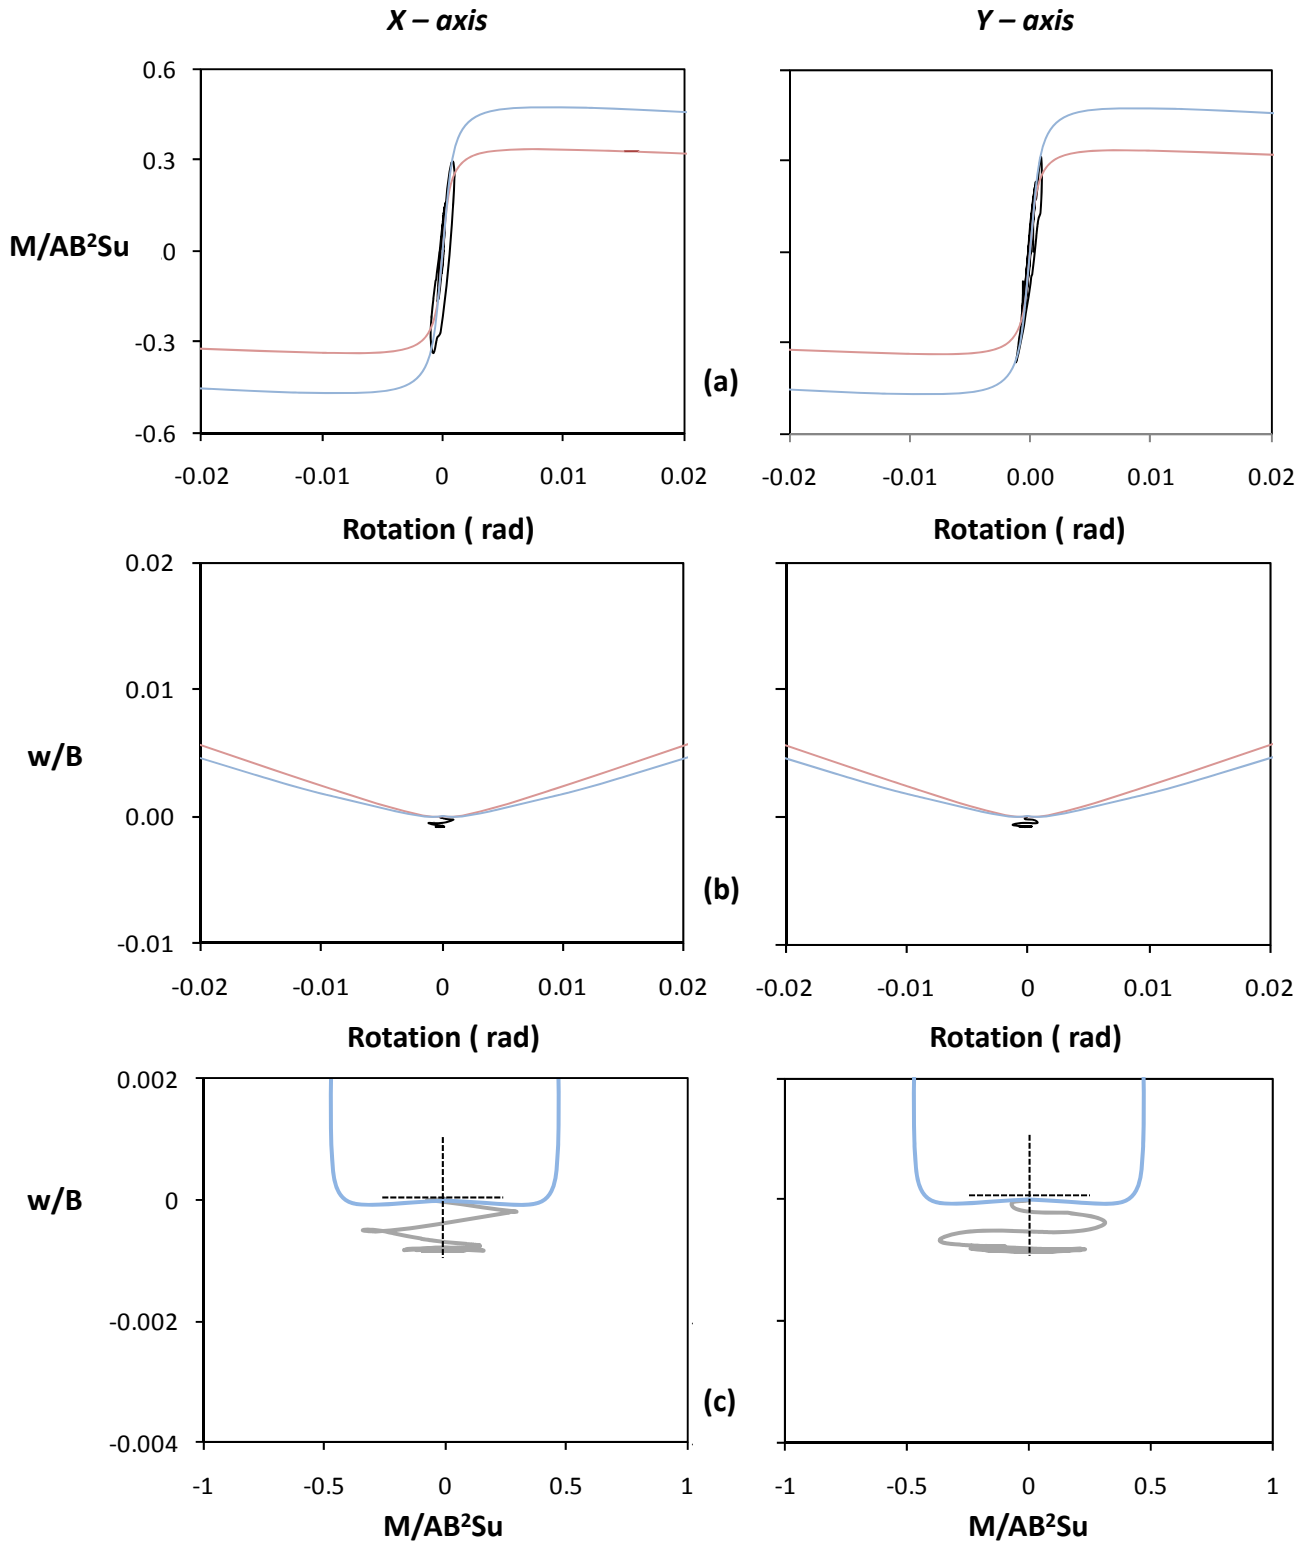 X – axis Y – axis
0.6
0.3
M/AB²Su 0
-0.3
(a)
-0.6
-0.02 -0.01 0 0.01 0.02 -0.02 -0.01 0.00 0.01 0.02
Rotation ( rad) Rotation ( rad)
0.02
0.01
w/B
0.00
(b)
-0.01
-0.02 -0.01 0 0.01 0.02 -0.02 -0.01 0 0.01 0.02
Rotation ( rad) Rotation ( rad)
0.002
w/B 0
-0.002
(c)
-0.004
-1 -0.5 0 0.5 1 -1 -0.5 0 0.5 1
M/AB²Su M/AB²Su